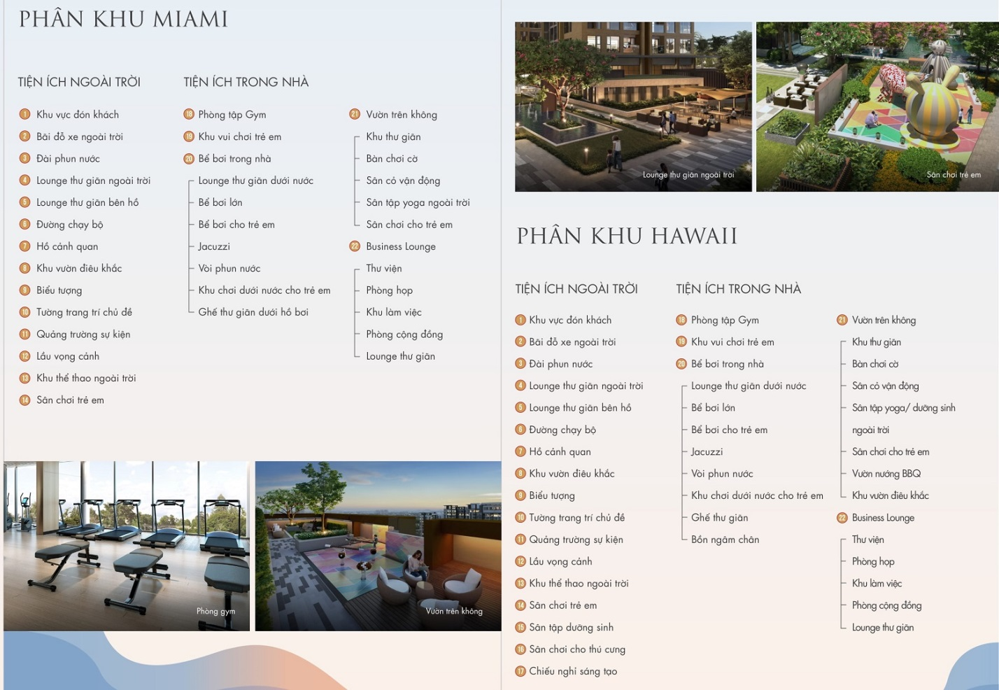 PHÂN KHU MIAMI
TIỆN ÍCH NGOÀI TRỜI
1 Khu vực đón khách
2 Bãi đỗ xe ngoài trời
3 Đài phun nước
4 Lounge thư giãn ngoài trời
5 Lounge thư giãn bên hồ
6 Đường chạy bộ
7 Hồ cảnh quan
8 Khu vườn điêu khắc
9 Biểu tượng
10 Tường trang trí chủ đề
11 Quảng trường sự kiện
12 Lầu vọng cảnh
13 Khu thể thao ngoài trời
14 Sân chơi trẻ em
TIỆN ÍCH TRONG NHÀ
18 Phòng tập Gym
19 Khu vui chơi trẻ em
20 Bể bơi trong nhà
Lounge thư giãn dưới nước
Bể bơi lớn
Bể bơi cho trẻ em
Jacuzzi
Vòi phun nước
Khu chơi dưới nước cho trẻ em
Ghế thư giãn dưới hồ bơi
21 Vườn trên không
Khu thư giãn
Bàn chơi cờ
Sân cỏ vận động
Sân tập yoga ngoài trời
Sân chơi cho trẻ em
22 Business Lounge
Thư viện
Phòng họp
Khu làm việc
Phòng cộng đồng
Lounge thư giãn
Phòng gym
Vườn trên không
Lounge thư giãn ngoài trời
Sân chơi trẻ em
PHÂN KHU HAWAII
TIỆN ÍCH NGOÀI TRỜI
1 Khu vực đón khách
2 Bãi đỗ xe ngoài trời
3 Đài phun nước
4 Lounge thư giãn ngoài trời
5 Lounge thư giãn bên hồ
6 Đường chạy bộ
7 Hồ cảnh quan
8 Khu vườn điêu khắc
9 Biểu tượng
10 Tường trang trí chủ đề
11 Quảng trường sự kiện
12 Lầu vọng cảnh
13 Khu thể thao ngoài trời
14 Sân chơi trẻ em
15 Sân tập dưỡng sinh
16 Sân chơi cho thú cưng
17 Chiếu nghỉ sáng tạo
TIỆN ÍCH TRONG NHÀ
18 Phòng tập Gym
19 Khu vui chơi trẻ em
20 Bể bơi trong nhà
Lounge thư giãn dưới nước
Bể bơi lớn
Bể bơi cho trẻ em
Jacuzzi
Vòi phun nước
Khu chơi dưới nước cho trẻ em
Ghế thư giãn
Bồn ngâm chân
21 Vườn trên không
Khu thư giãn
Bàn chơi cờ
Sân cỏ vận động
Sân tập yoga/ dưỡng sinh
ngoài trời
Sân chơi cho trẻ em
Vườn nướng BBQ
Khu vườn điêu khắc
22 Business Lounge
Thư viện
Phòng họp
Khu làm việc
Phòng cộng đồng
Lounge thư giãn